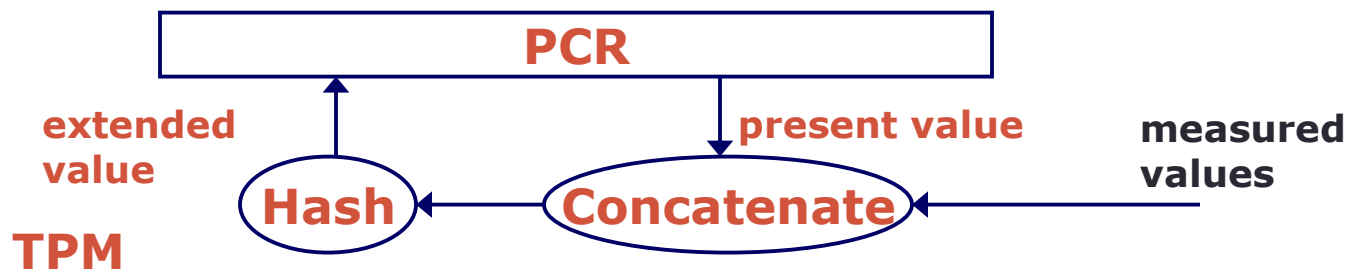 PCR
extended
value
present value
measured
values
Hash
Concatenate
TPM